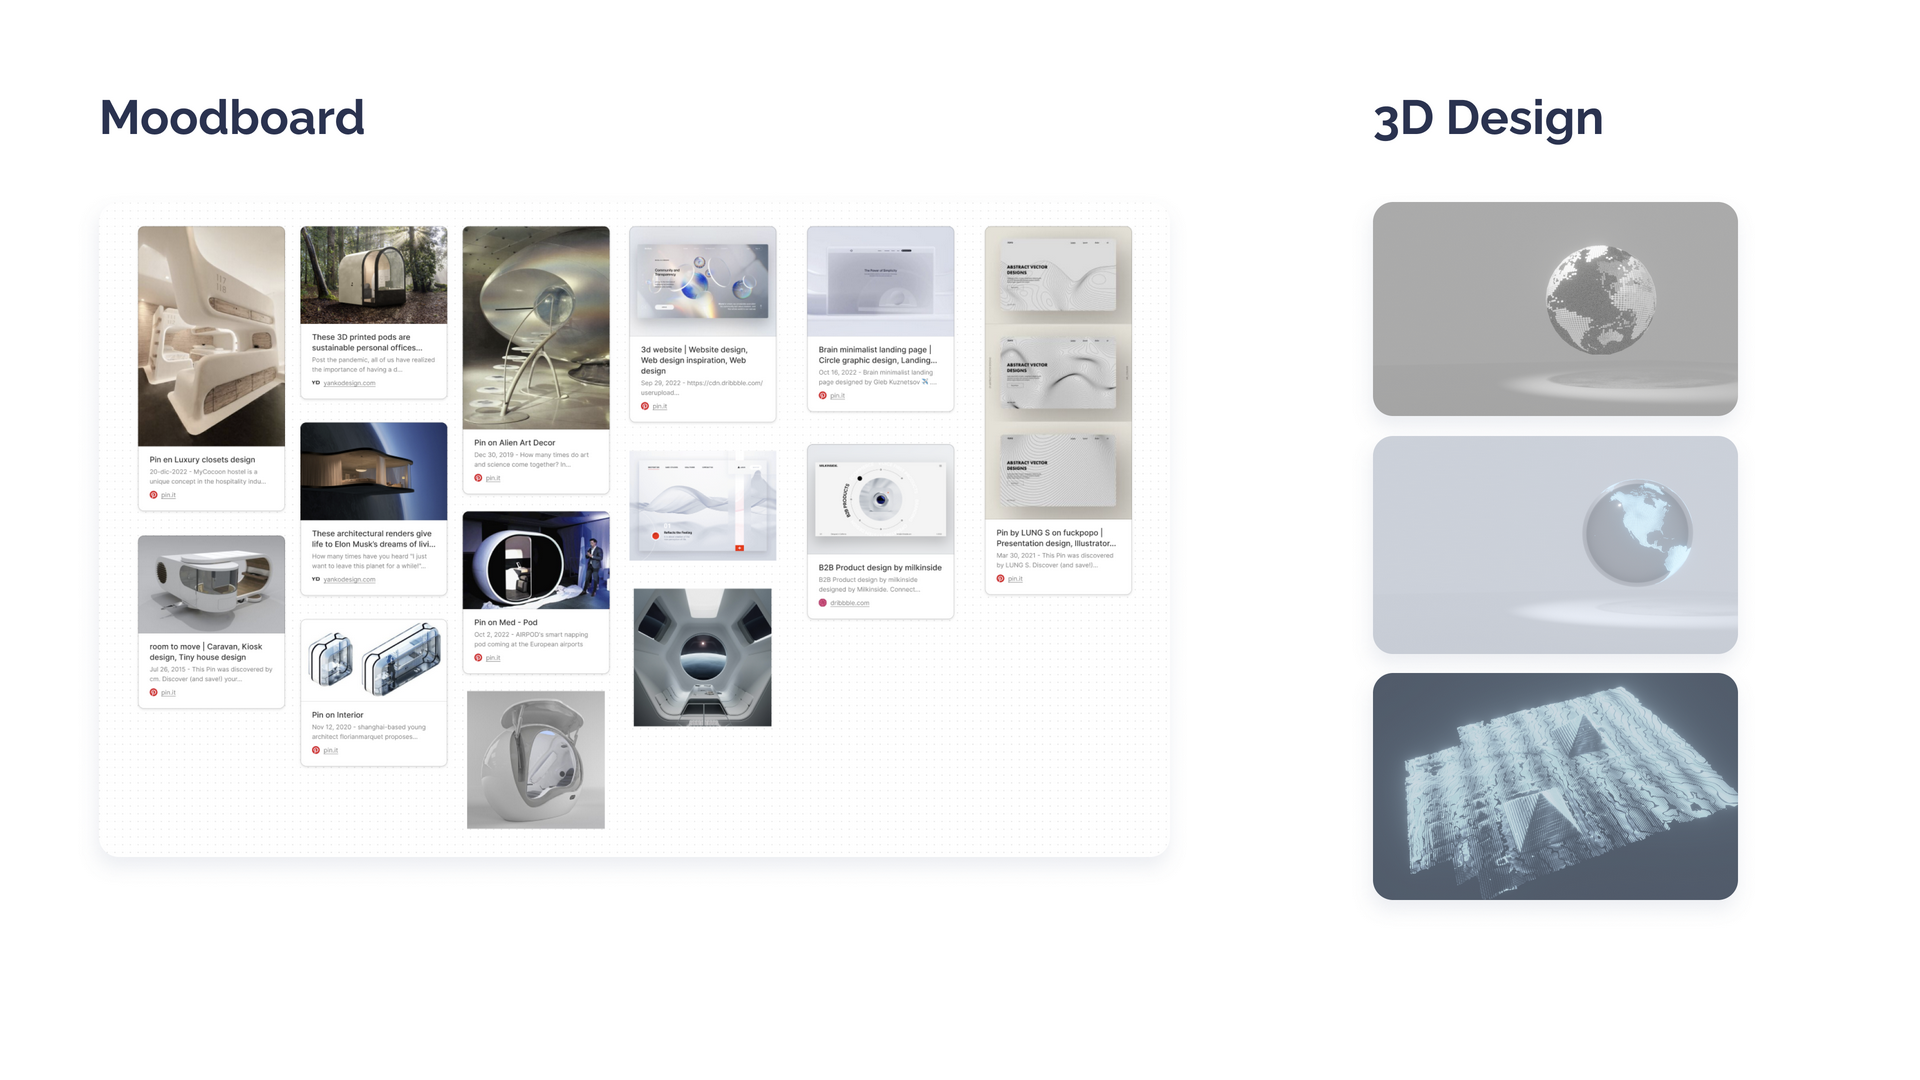 Moodboard
3D Design
Pin en Luxury closets design
20-dic-2022 - MyCocoon hostel is a
unique concept in the hospitality indu...
pin.it
room to move | Caravan, Kiosk
design, Tiny house design
Jul 26, 2015 - This Pin was discovered by
cm. Discover (and save!) your...
pin.it
These 3D printed pods are
sustainable personal offices...
Post the pandemic, all of us have realized
the importance of having a d...
YD yankodesign.com
These architectural renders give
life to Elon Musk's dreams of livi...
How many times have you heard "I just
want to leave this planet for a while!"...
YD yankodesign.com
Pin on Interior
Nov 12, 2020 - shanghai-based young
architect florianmarquet proposes...
pin.it
Pin on Alien Art Decor
Dec 30, 2019 - How many times do art
and science come together? In...
pin.it
Pin on Med - Pod
Oct 2, 2022 - AIRPOD's smart napping
pod coming at the European airports
pin.it
Community and
Transparency
3d website | Website design,
Web design inspiration, Web
design
Sep 29, 2022 - https://cdn.dribbble.com/
userupload...
pin.it
The Power of Simplicity
Brain minimalist landing page |
Circle graphic design, Landing...
Oct 16, 2022 - Brain minimalist landing
page designed by Gleb Kuznetsov ✈️ ...
pin.it
MILKINSIDE
B2B PRODUCTS
B2B Product design by milkinside
B2B Product design by milkinside
designed by Milkinside. Connect...
dribbble.com
ABSTRACT VECTOR
DESIGNS
ABSTRACT VECTOR
DESIGNS
ABSTRACT VECTOR
DESIGNS
Pin by LUNG S on fuckpopo |
Presentation design, Illustrator...
Mar 30, 2021 - This Pin was discovered
by LUNG S. Discover (and save!)...
pin.it